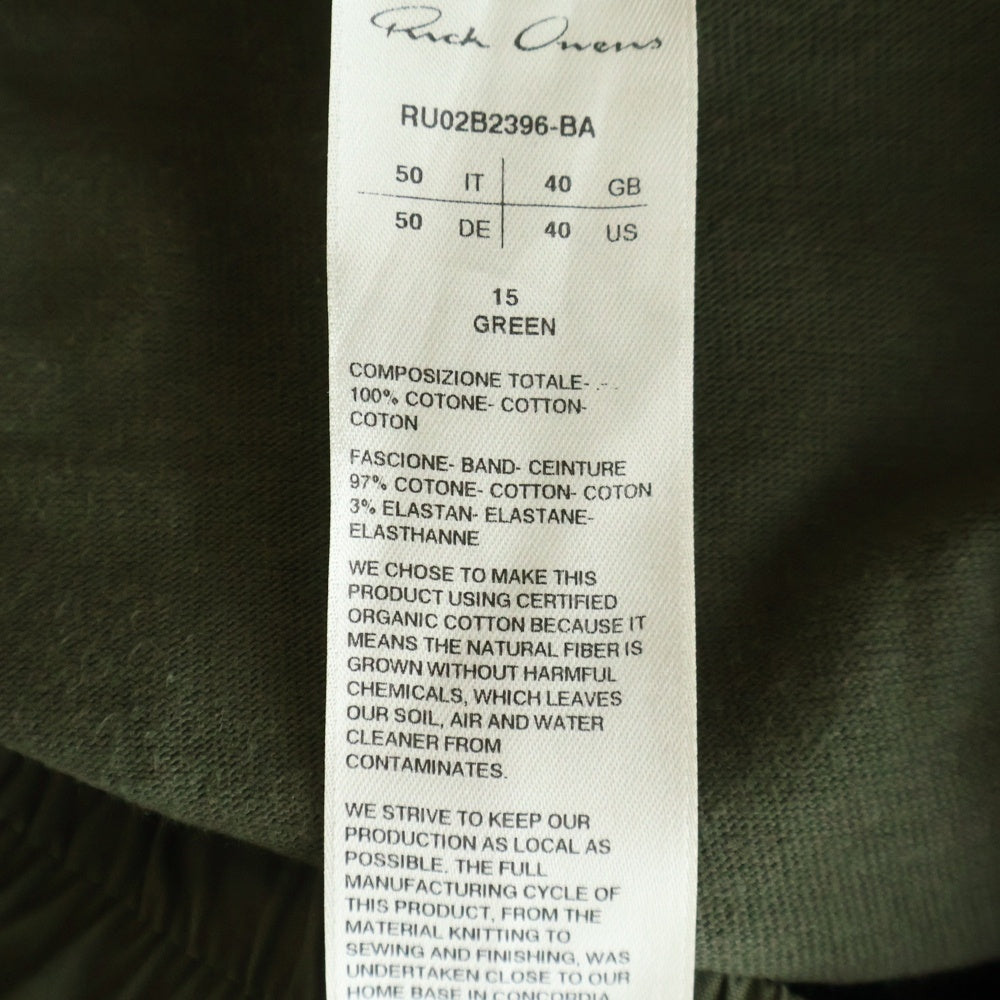 Rick Owens
RU02B2396-BA
50 IT 40 GB
50 DE 40 US
15
GREEN
COMPOSIZIONE TOTALE- .-.
100% COTONE- COTTON-
COTON
FASCIONE- BAND- CEINTURE
97% COTONE- COTTON- COTON
3% ELASTAN- ELASTANE-
ELASTHANNE
WE CHOSE TO MAKE THIS
PRODUCT USING CERTIFIED
ORGANIC COTTON BECAUSE IT
MEANS THE NATURAL FIBER IS
GROWN WITHOUT HARMFUL
CHEMICALS, WHICH LEAVES
OUR SOIL, AIR AND WATER
CLEANER FROM
CONTAMINATES.
WE STRIVE TO KEEP OUR
PRODUCTION AS LOCAL AS
POSSIBLE. THE FULL
MANUFACTURING CYCLE OF
THIS PRODUCT, FROM THE
MATERIAL KNITTING TO
SEWING AND FINISHING, WAS
UNDERTAKEN CLOSE TO OUR
HOME BASE IN CONCORDIA